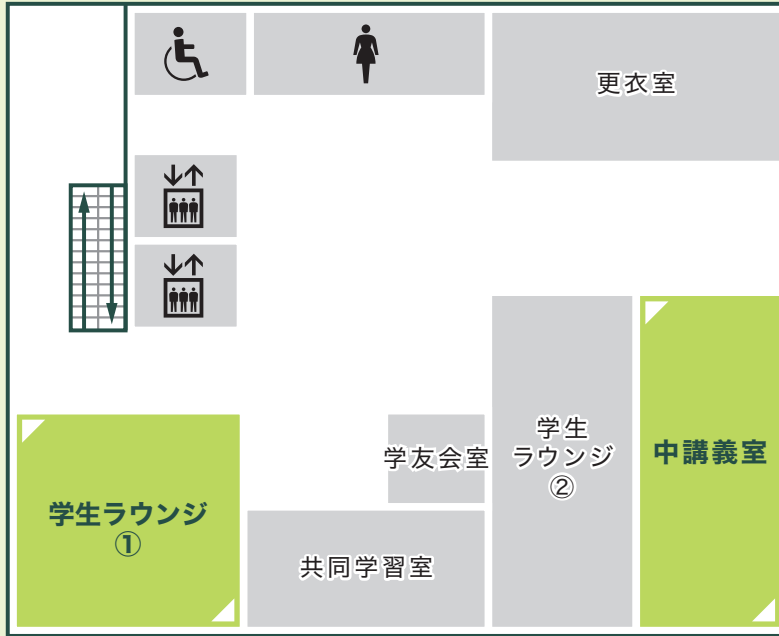 更衣室
学友会室
学生
ラウンジ
②
中講義室
学生ラウンジ
①
共同学習室